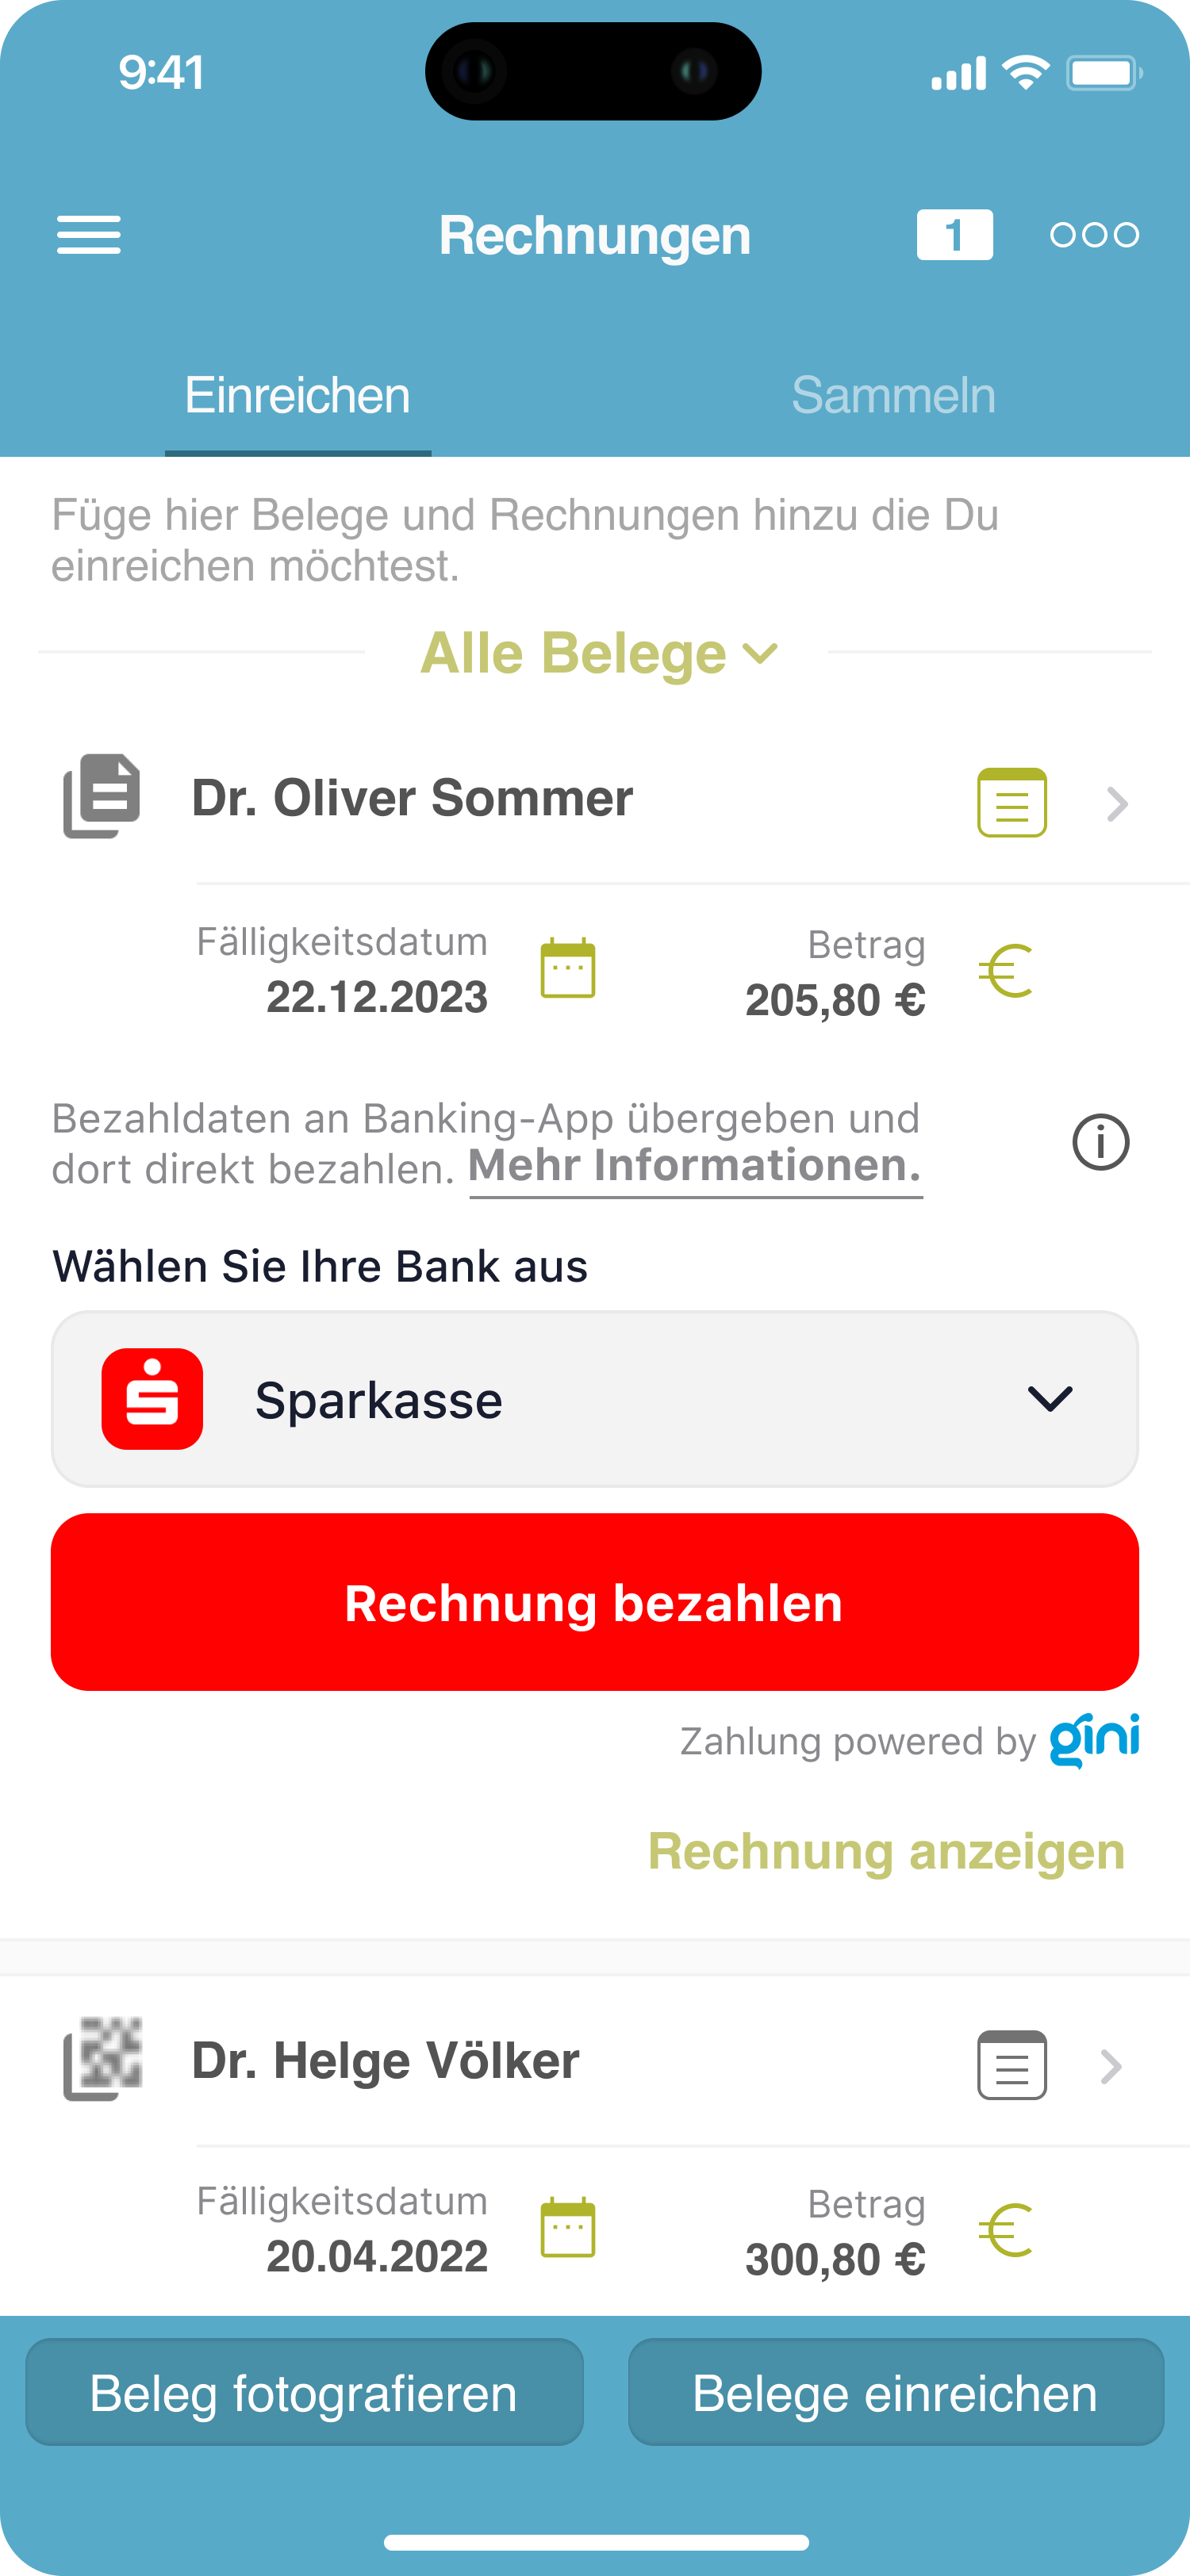 9:41
Rechnungen
1
Einreichen
Sammeln
Füge hier Belege und Rechnungen hinzu die Du
einreichen möchtest.
Alle Belege
Dr. Oliver Sommer
Fälligkeitsdatum
22.12.2023
Betrag
205,80 €
Bezahldaten an Banking-App übergeben und
dort direkt bezahlen. Mehr Informationen.
Wählen Sie Ihre Bank aus
Sparkasse
Rechnung bezahlen
Zahlung powered by gini
Rechnung anzeigen
Dr. Helge Völker
Fälligkeitsdatum
20.04.2022
Betrag
300,80 €
Beleg fotografieren
Belege einreichen